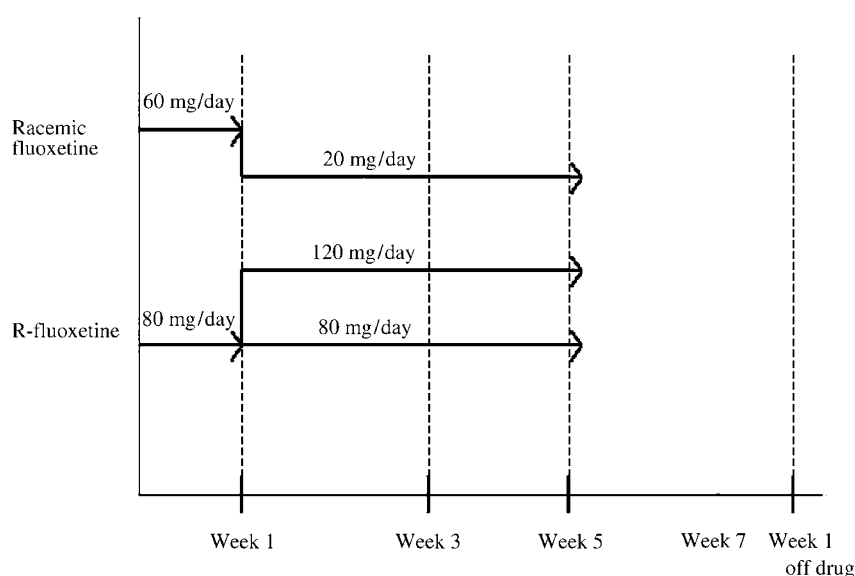 60 mg/day
Racemic
fluoxetine
20 mg/day
120 mg/day
80 mg/day
R-fluoxetine
80 mg/day
Week 1
Week 3
Week 5
Week 7
Week 1
off drug